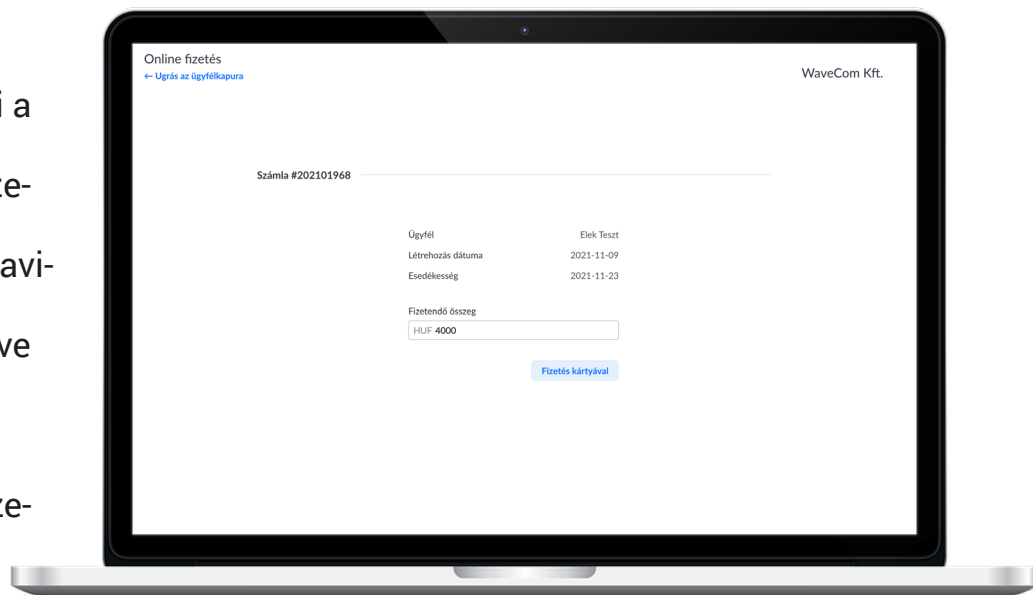 i a
ze-
avi-
ve
ze-
Online fizetés
← Ugrás az ügyfélkapura
WaveCom Kft.
Számla #202101968
Ügyfél Elek Teszt
Létrehozás dátuma 2021-11-09
Esedékesség 2021-11-23
Fizetendő összeg
HUF 4000
Fizetés kártyával